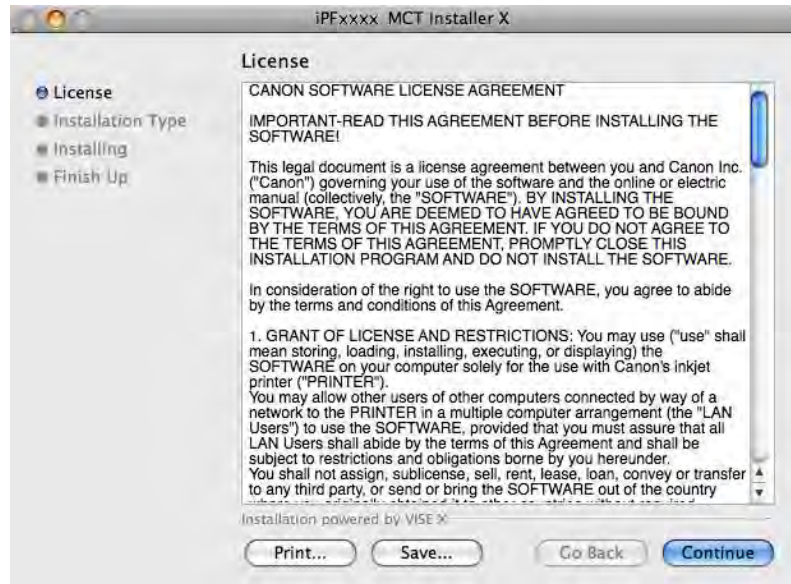 iPFxxxx MCT Installer X
License
License
Installation Type
Installing
Finish Up
CANON SOFTWARE LICENSE AGREEMENT
IMPORTANT-READ THIS AGREEMENT BEFORE INSTALLING THE
SOFTWARE!
This legal document is a license agreement between you and Canon Inc.
("Canon") governing your use of the software and the online or electric
manual (collectively, the "SOFTWARE"). BY INSTALLING THE
SOFTWARE, YOU ARE DEEMED TO HAVE AGREED TO BE BOUND
BY THE TERMS OF THIS AGREEMENT. IF YOU DO NOT AGREE TO
THE TERMS OF THIS AGREEMENT, PROMPTLY CLOSE THIS
INSTALLATION PROGRAM AND DO NOT INSTALL THE SOFTWARE.
In consideration of the right to use the SOFTWARE, you agree to abide
by the terms and conditions of this Agreement.
1. GRANT OF LICENSE AND RESTRICTIONS: You may use ("use" shall
mean storing, loading, installing, executing, or displaying) the
SOFTWARE on your computer solely for the use with Canon's inkjet
printer ("PRINTER").
You may allow other users of other computers connected by way of a
network to the PRINTER in a multiple computer arrangement (the "LAN
Users") to use the SOFTWARE, provided that you must assure that all
LAN Users shall abide by the terms of this Agreement and shall be
subject to restrictions and obligations borne by you hereunder.
You shall not assign, sublicense, sell, rent, lease, loan, convey or transfer
to any third party, or send or bring the SOFTWARE out of the country
Installation powered by VISE X
Print...
Save...
Go Back
Continue